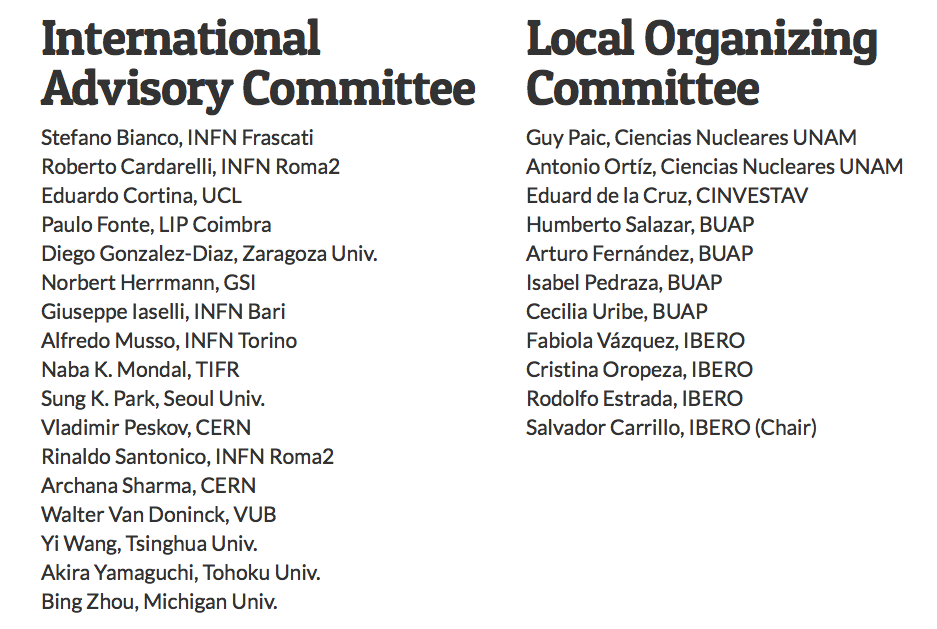 International
Advisory Committee
Stefano Bianco, INFN Frascati
Roberto Cardarelli, INFN Roma2
Eduardo Cortina, UCL
Paulo Fonte, LIP Coimbra
Diego Gonzalez-Diaz, Zaragoza Univ.
Norbert Herrmann, GSI
Giuseppe Iaselli, INFN Bari
Alfredo Musso, INFN Torino
Naba K. Mondal, TIFR
Sung K. Park, Seoul Univ.
Vladimir Peskov, CERN
Rinaldo Santonico, INFN Roma2
Archana Sharma, CERN
Walter Van Doninck, VUB
Yi Wang, Tsinghua Univ.
Akira Yamaguchi, Tohoku Univ.
Bing Zhou, Michigan Univ.
Local Organizing
Committee
Guy Paic, Ciencias Nucleares UNAM
Antonio Ortíz, Ciencias Nucleares UNAM
Eduard de la Cruz, CINVESTAV
Humberto Salazar, BUAP
Arturo Fernández, BUAP
Isabel Pedraza, BUAP
Cecilia Uribe, BUAP
Fabiola Vázquez, IBERO
Cristina Oropeza, IBERO
Rodolfo Estrada, IBERO
Salvador Carrillo, IBERO (Chair)